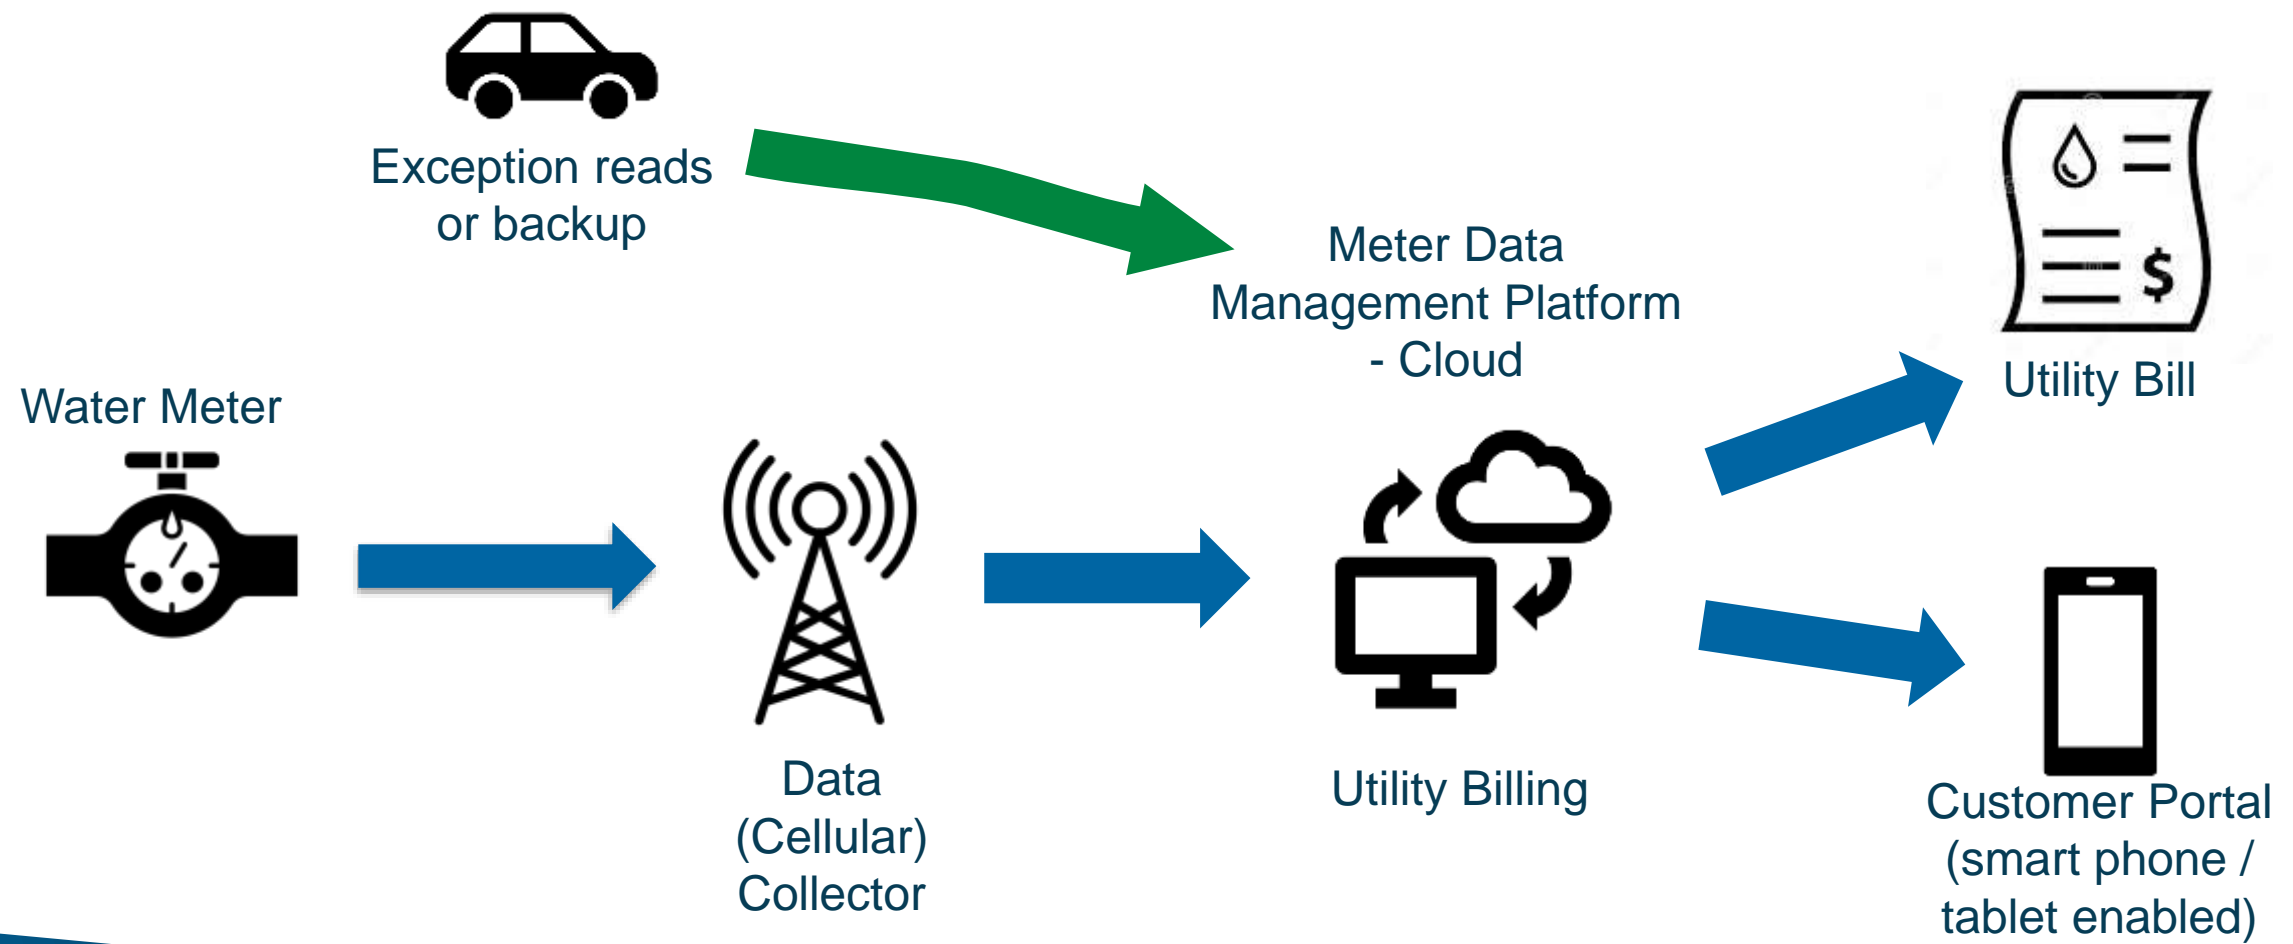 Exception reads
or backup
Meter Data
Management Platform
- Cloud
$
Utility Bill
Water Meter
Data
(Cellular)
Collector
Utility Billing
Customer Portal
(smart phone /
tablet enabled)